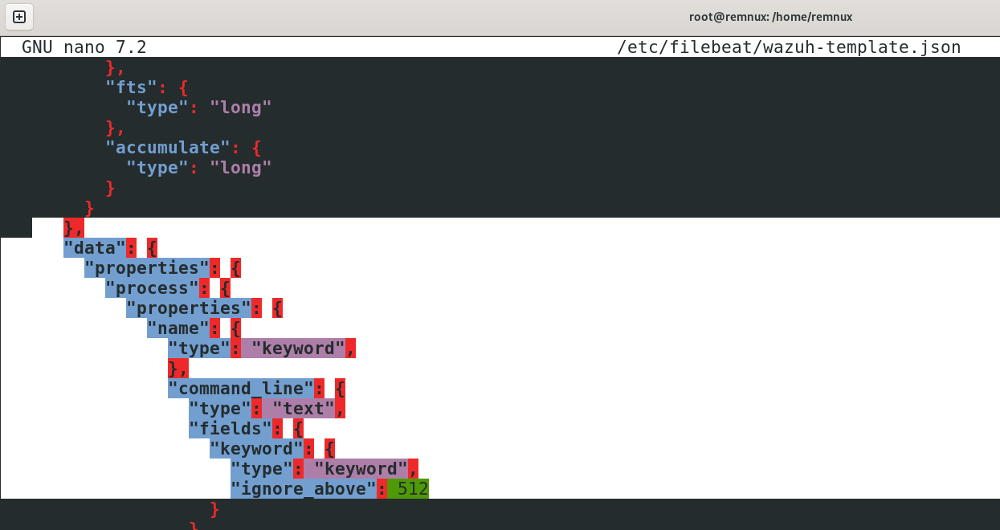 root@remnux: /home/remnux
GNU nano 7.2 /etc/filebeat/wazuh-template.json
},
"fts": {
"type": "long"
},
"accumulate": {
"type": "long"
}
}
},
"data": {
"properties": {
"process": {
"properties": {
"name": {
"type": "keyword",
},
"command_line": {
"type": "text",
"fields": {
"keyword": {
"type": "keyword",
"ignore_above": 512
}
}